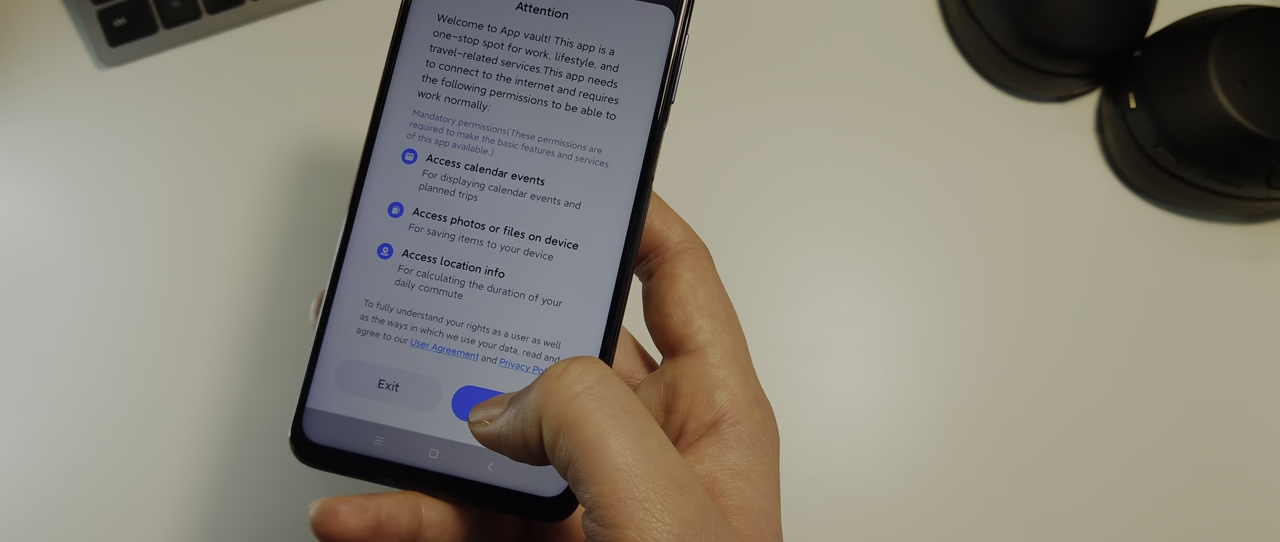 Attention
Welcome to App vault! This app is a
one-stop spot for work, lifestyle, and
travel-related services.This app needs
to connect to the internet and requires
the following permissions to be able to
work normally:
Mandatory permissions(These permissions are
required to make the basic features and services
of this app available.)
Access calendar events
For displaying calendar events and
planned trips
Access photos or files on device
For saving items to your device
Access location info
For calculating the duration of your
daily commute
To fully understand your rights as a user as well
as the ways in which we use your data, read and
agree to our User Agreement and Privacy
Exit